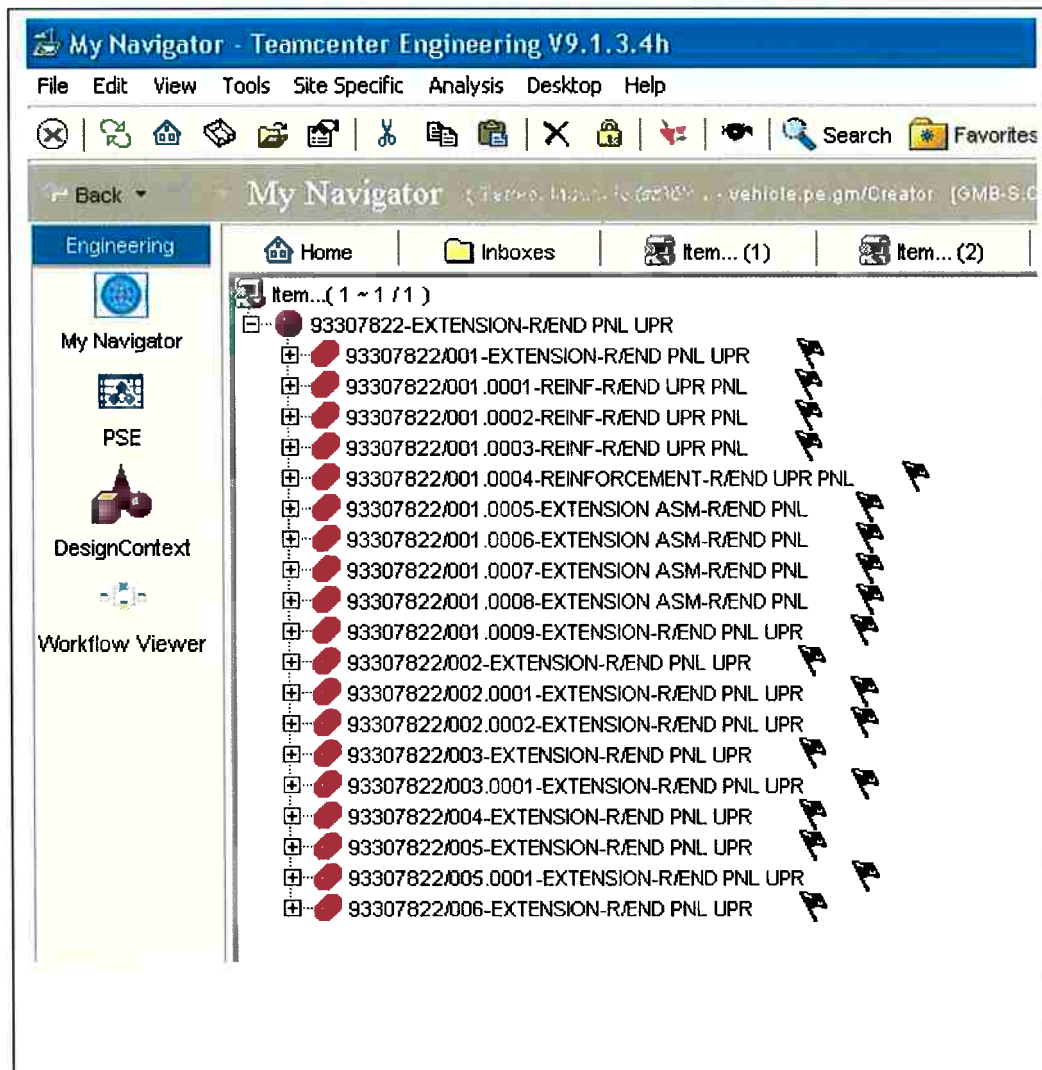 My Navigator - Teamcenter Engineering V9.1.3.4h
File Edit View Tools Site Specific Analysis Desktop Help
Search Favorites
Back My Navigator vehicle.pe.gm/Creator [GMB-S.C
Engineering
Home Inboxes Item... (1) Item... (2)
Item...( 1 ~ 1 / 1 )
93307822-EXTENSION-R/END PNL UPR
My Navigator
93307822/001-EXTENSION-R/END PNL UPR
93307822/001.0001-REINF-R/END UPR PNL
93307822/001.0002-REINF-R/END UPR PNL
PSE
93307822/001.0003-REINF-R/END UPR PNL
93307822/001.0004-REINFORCEMENT-R/END UPR PNL
93307822/001.0005-EXTENSION ASM-R/END PNL
DesignContext
93307822/001.0006-EXTENSION ASM-R/END PNL
93307822/001.0007-EXTENSION ASM-R/END PNL
93307822/001.0008-EXTENSION ASM-R/END PNL
Workflow Viewer
93307822/001.0009-EXTENSION-R/END PNL UPR
93307822/002-EXTENSION-R/END PNL UPR
93307822/002.0001-EXTENSION-R/END PNL UPR
93307822/002.0002-EXTENSION-R/END PNL UPR
93307822/003-EXTENSION-R/END PNL UPR
93307822/003.0001-EXTENSION-R/END PNL UPR
93307822/004-EXTENSION-R/END PNL UPR
93307822/005-EXTENSION-R/END PNL UPR
93307822/005.0001-EXTENSION-R/END PNL UPR
93307822/006-EXTENSION-R/END PNL UPR